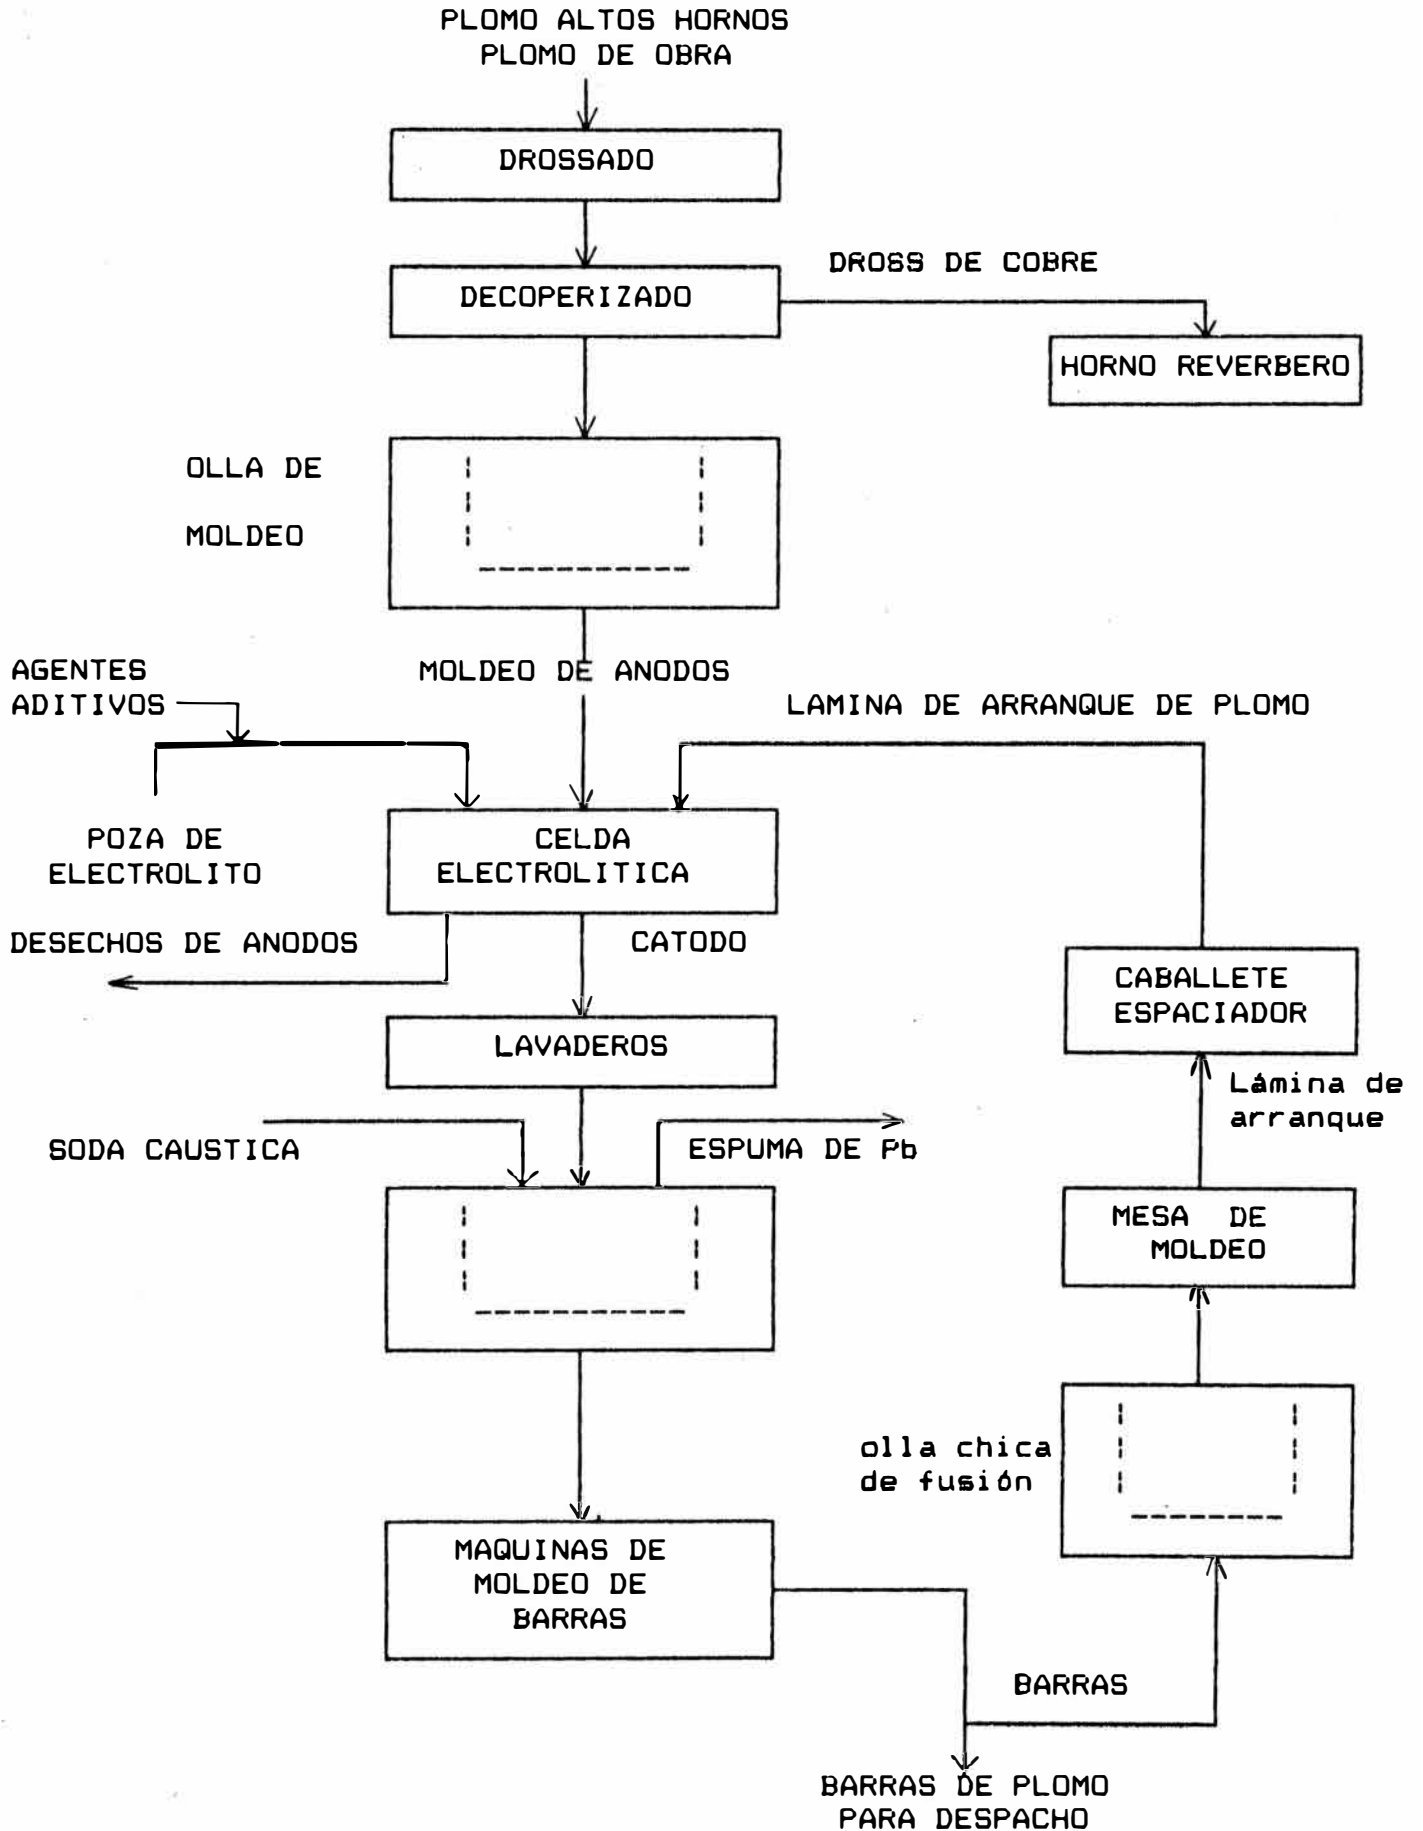 PLOMO ALTOS HORNOS
PLOMO DE OBRA
DROSSADO
DROSS DE COBRE
DECOPERIZADO
HORNO REVERBERO
OLLA DE
MOLDEO
AGENTES
ADITIVOS
MOLDEO DE ANODOS
LAMINA DE ARRANQUE DE PLOMO
POZA DE
ELECTROLITO
CELDA
ELECTROLITICA
DESECHOS DE ANODOS
CATODO
CABALLETE
ESPACIADOR
LAVADEROS
Lámina de
arranque
SODA CAUSTICA
ESPUMA DE Pb
MESA DE
MOLDEO
olla chica
de fusión
MAQUINAS DE
MOLDEO DE
BARRAS
BARRAS
BARRAS DE PLOMO
PARA DESPACHO